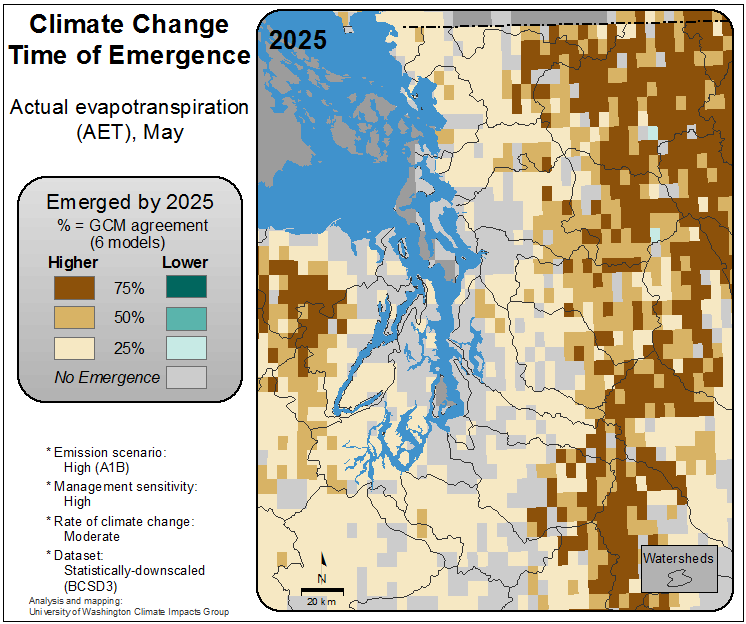 Climate Change
Time of Emergence
Actual evapotranspiration
(AET), May
Emerged by 2025
% = GCM agreement
(6 models)
Higher Lower
75%
50%
25%
No Emergence
* Emission scenario:
High (A1B)
* Management sensitivity:
High
* Rate of climate change:
Moderate
* Dataset:
Statistically-downscaled
(BCSD3)
Analysis and mapping:
University of Washington Climate Impacts Group
2025
N
20 km
Watersheds